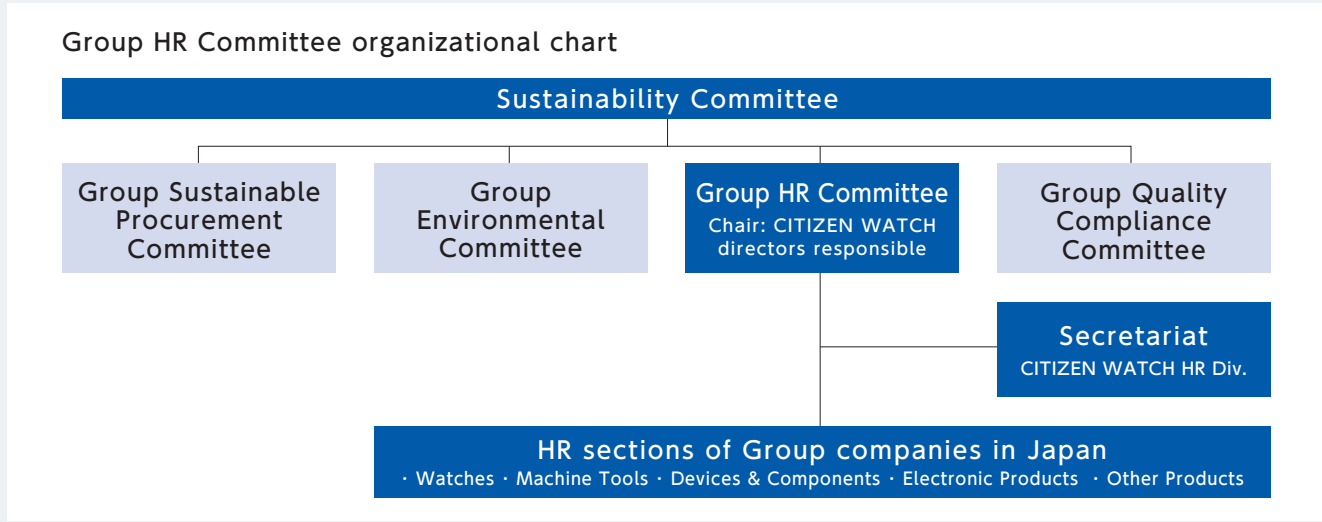 Group HR Committee organizational chart
Sustainability Committee
Group Sustainable
Procurement
Committee
Group
Environmental
Committee
Group HR Committee
Chair: CITIZEN WATCH
directors responsible
Group Quality
Compliance
Committee
Secretariat
CITIZEN WATCH HR Div.
HR sections of Group companies in Japan
・Watches ・Machine Tools ・Devices & Components ・Electronic Products ・Other Products